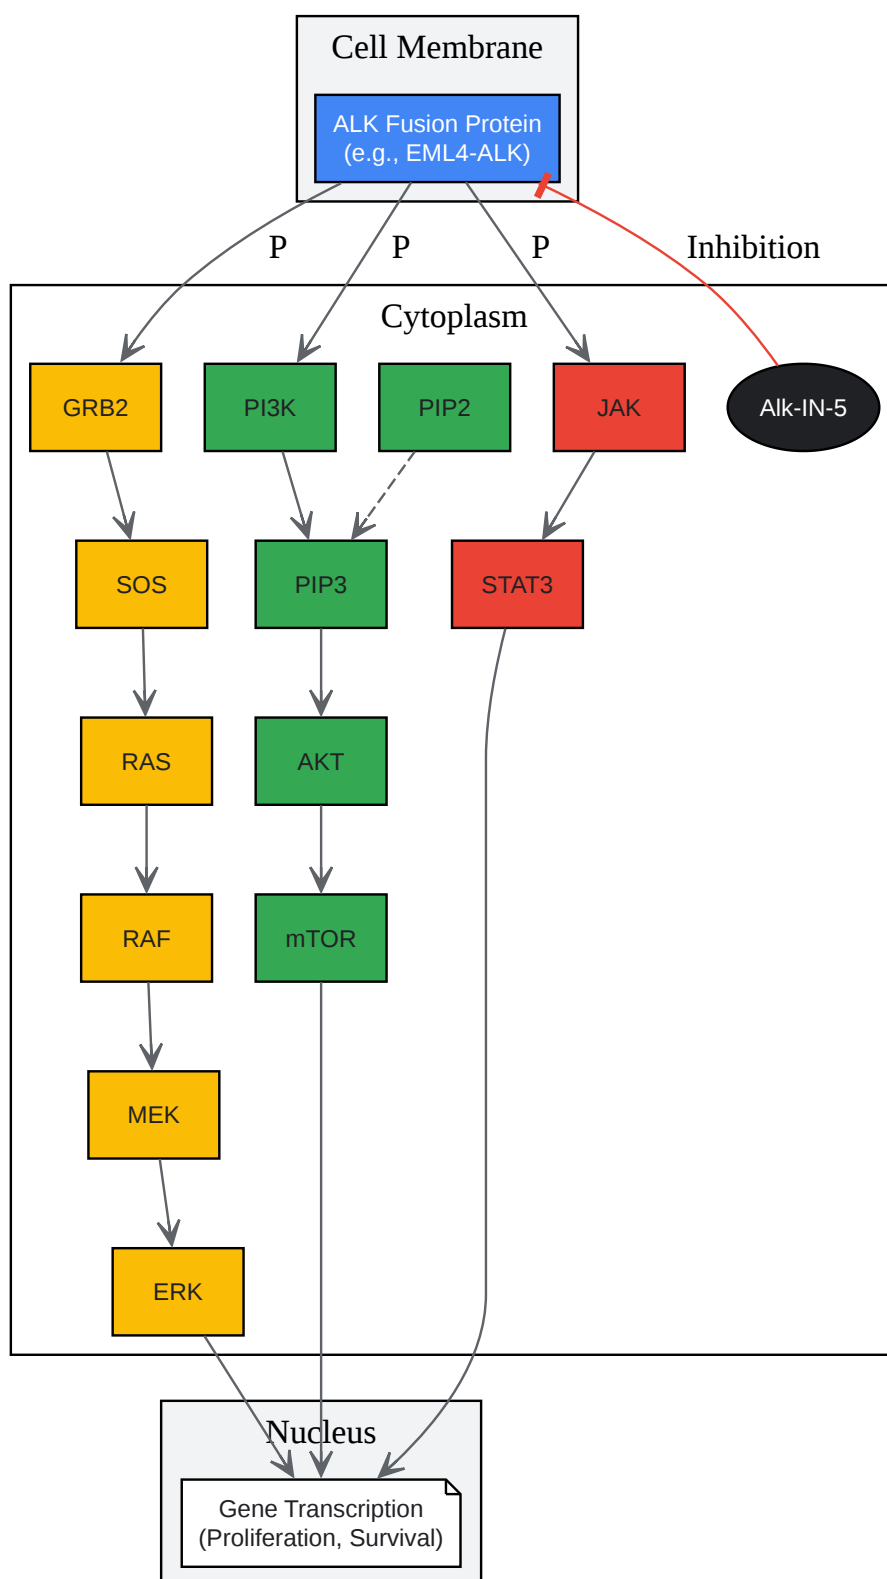 Cell Membrane
ALK Fusion Protein
(e.g., EML4-ALK)
P
P
P
Inhibition
Cytoplasm
GRB2
PI3K
PIP2
JAK
Alk-IN-5
SOS
PIP3
STAT3
RAS
AKT
RAF
mTOR
MEK
ERK
Nucleus
Gene Transcription
(Proliferation, Survival)